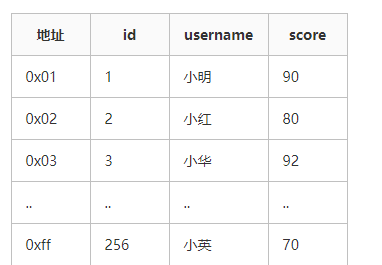 地址 id username score
0x01 1 小明 90
0x02 2 小红 80
0x03 3 小华 92
.. .. .. ..
0xff 256 小英 70